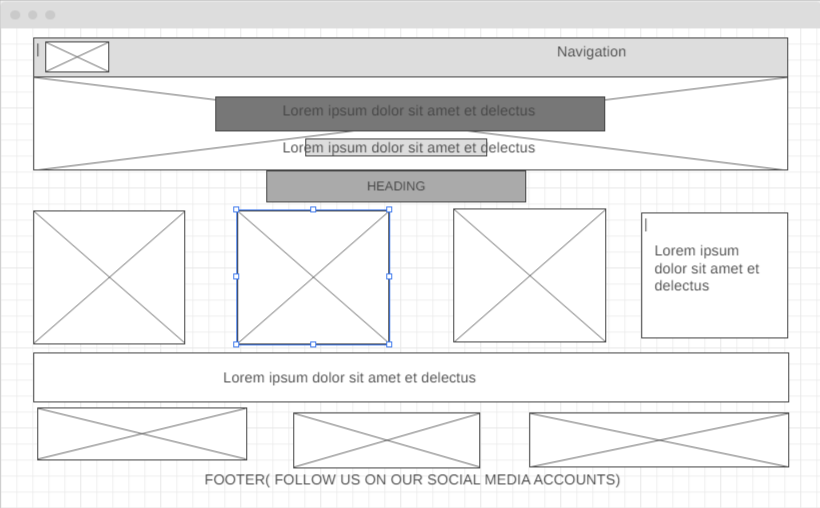 Navigation
Lorem ipsum dolor sit amet et delectus
Lorem ipsum dolor sit amet et delectus
HEADING
Lorem ipsum
dolor sit amet et
delectus
Lorem ipsum dolor sit amet et delectus
FOOTER( FOLLOW US ON OUR SOCIAL MEDIA ACCOUNTS)